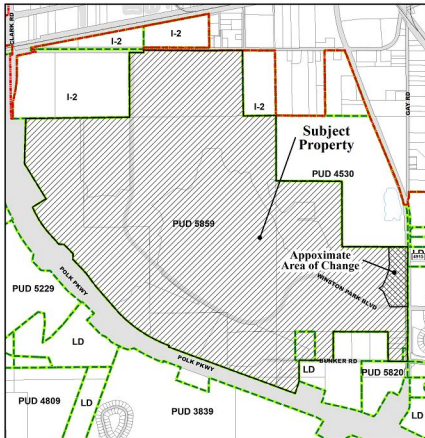 CLARK RD
I-2
I-2
I-2
GAY RD
Subject
Property
PUD 4530
PUD 5859
LD
4915
Appoximate
Area of Change
WINSTON PARK BLVD
POLK PKWY
PUD 5229
LD
POLK PKWY
BUNKER RD
LD
PUD 5820
PUD 4809
LD
PUD 3839
LD